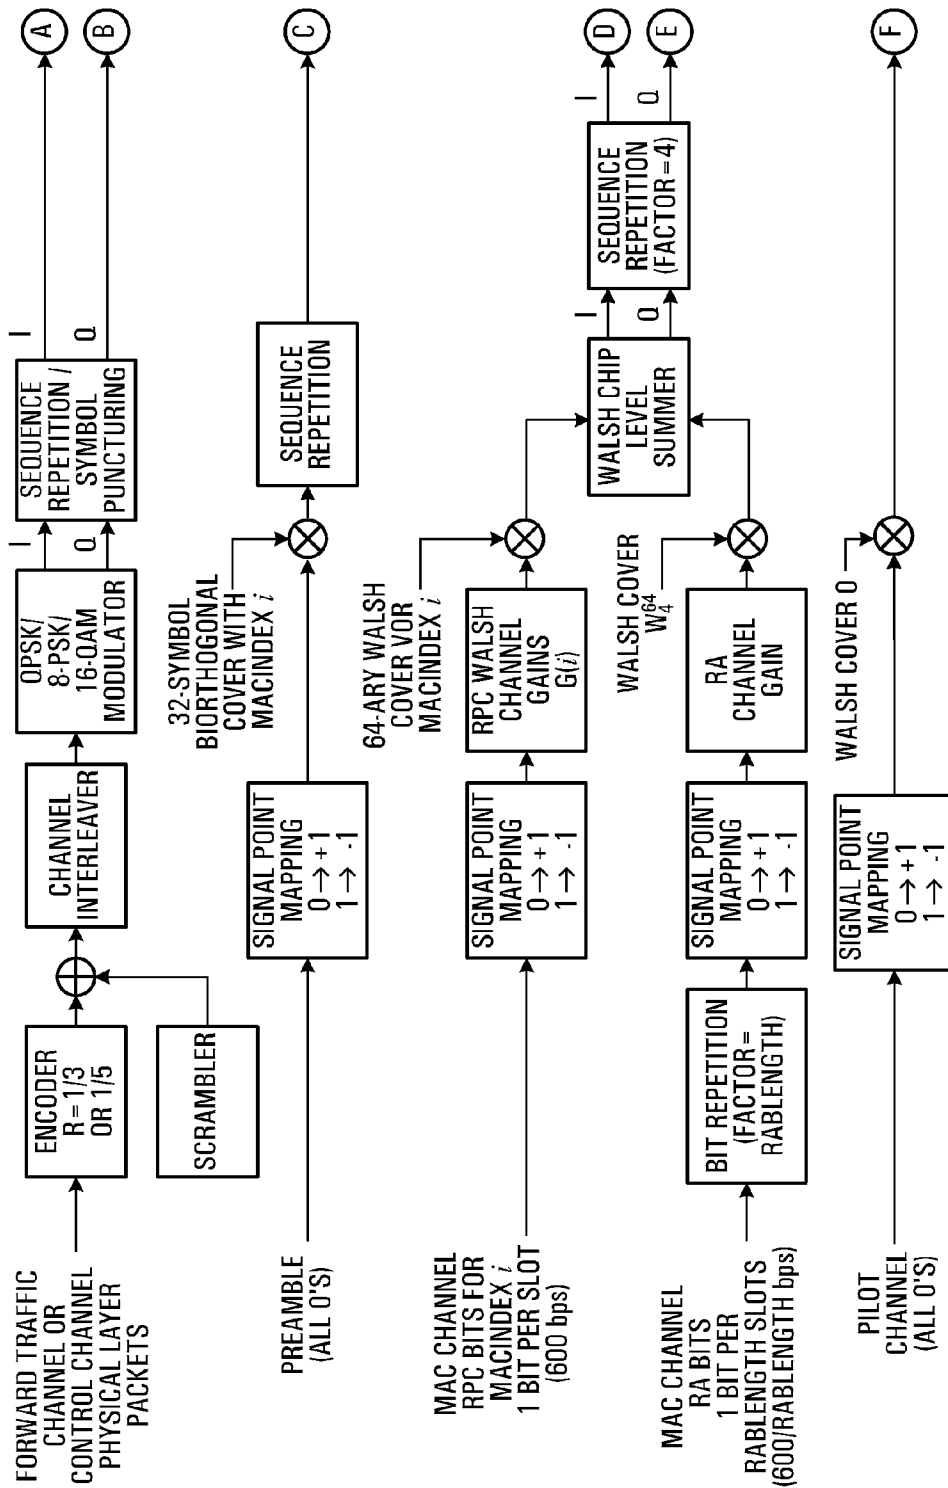 FORWARD TRAFFIC
CHANNEL OR
CONTROL CHANNEL
PHYSICAL LAYER
PACKETS
ENCODER
R = 1/3
OR 1/5
SCRAMBLER
CHANNEL
INTERLEAVER
QPSK/
8-PSK/
16-QAM
MODULATOR
I
Q
SEQUENCE
REPETITION /
SYMBOL
PUNCTURING
I
Q
A
B
PREAMBLE
(ALL 0'S)
SIGNAL POINT
MAPPING
0 → +1
1 → -1
32-SYMBOL
BIORTHOGONAL
COVER WITH
MACINDEX i
SEQUENCE
REPETITION
C
MAC CHANNEL
RPC BITS FOR
MACINDEX i
1 BIT PER SLOT
(600 bps)
SIGNAL POINT
MAPPING
0 → +1
1 → -1
RPC WALSH
CHANNEL
GAINS
G(i)
64-ARY WALSH
COVER VOR
MACINDEX i
WALSH CHIP
LEVEL
SUMMER
I
Q
SEQUENCE
REPETITION
(FACTOR = 4)
I
Q
D
E
MAC CHANNEL
RA BITS
1 BIT PER
RABLENGTH SLOTS
(600/RABLENGTH bps)
BIT REPETITION
(FACTOR =
RABLENGTH)
SIGNAL POINT
MAPPING
0 → +1
1 → -1
RA
CHANNEL
GAIN
WALSH COVER
W₄⁶⁴
PILOT
CHANNEL
(ALL 0'S)
SIGNAL POINT
MAPPING
0 → +1
1 → -1
WALSH COVER 0
F